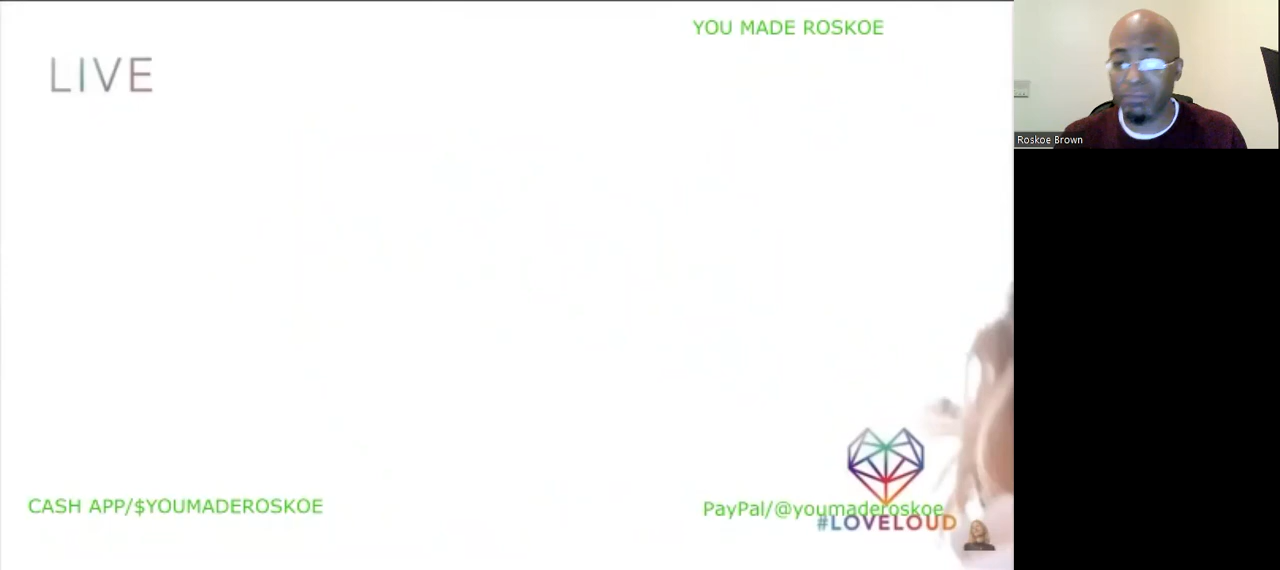 YOU MADE ROSKOE
LIVE
Roskoe Brown
CASH APP/$YOUMADEROSKOE
PayPal/@youmaderoskoe
#LOVELOUD